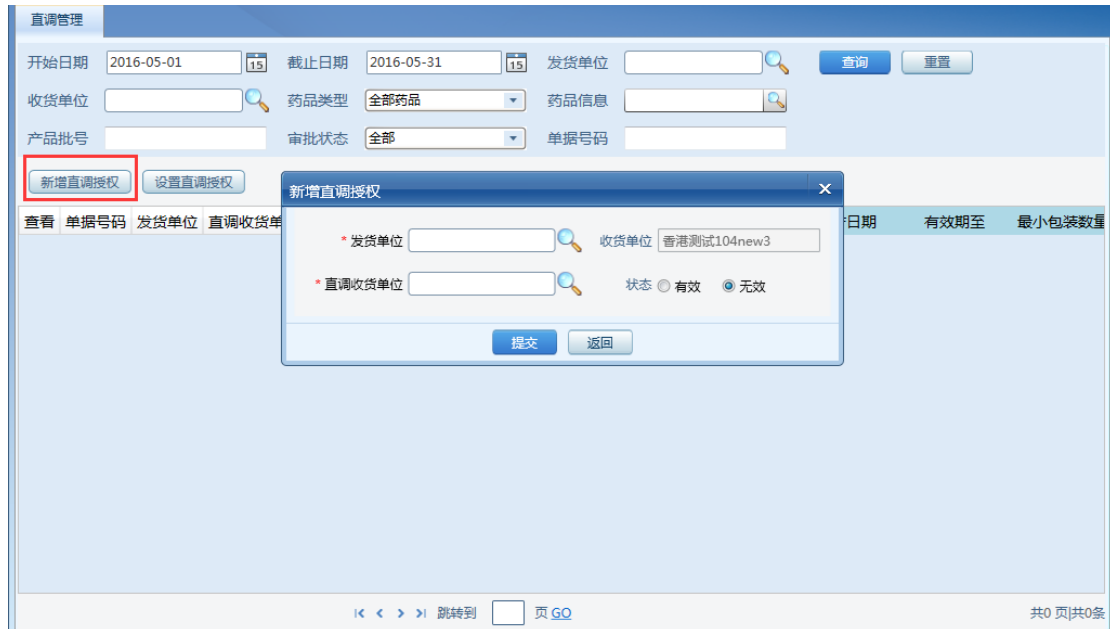 直调管理
开始日期 2016-05-01 15 截止日期 2016-05-31 15 发货单位 查询 重置
收货单位 药品类型 全部药品 药品信息
产品批号 审批状态 全部 单据号码
新增直调授权 设置直调授权
新增直调授权 x
查看 单据号码 发货单位 直调收货单 日期 有效期至 最小包装数量
* 发货单位 收货单位 香港测试104new3
* 直调收货单位 状态 有效 无效
提交 返回
跳转到 页 GO 共0 页|共0条